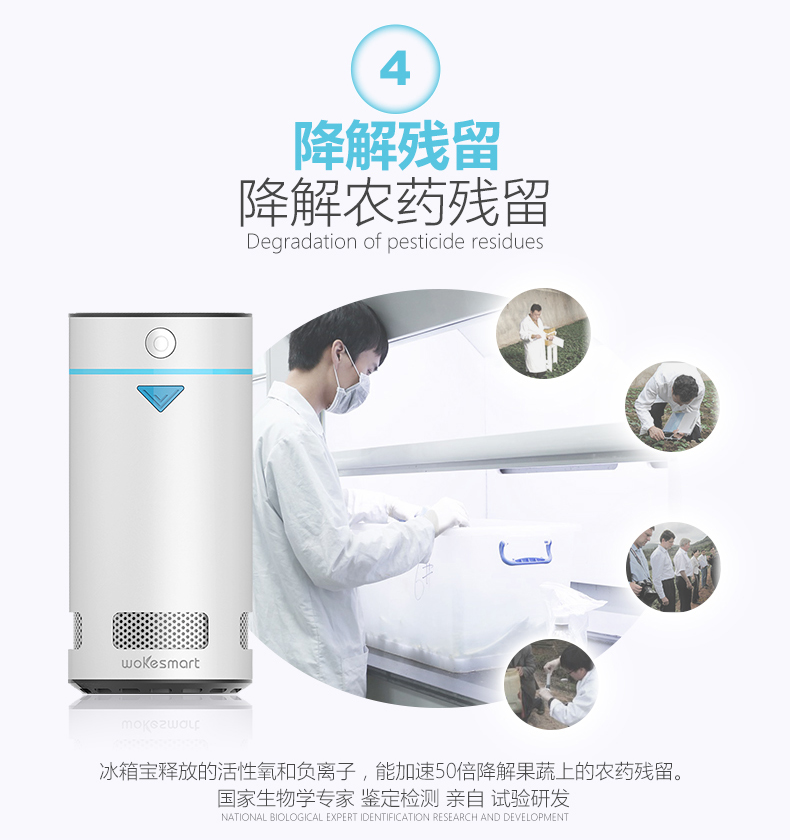 4
降解残留
降解农药残留
Degradation of pesticide residues
woKesmart
冰箱宝释放的活性氧和负离子，能加速50倍降解果蔬上的农药残留。
国家生物学专家 鉴定检测 亲自 试验研发
NATIONAL BIOLOGICAL EXPERT IDENTIFICATION RESEARCH AND DEVELOPMENT